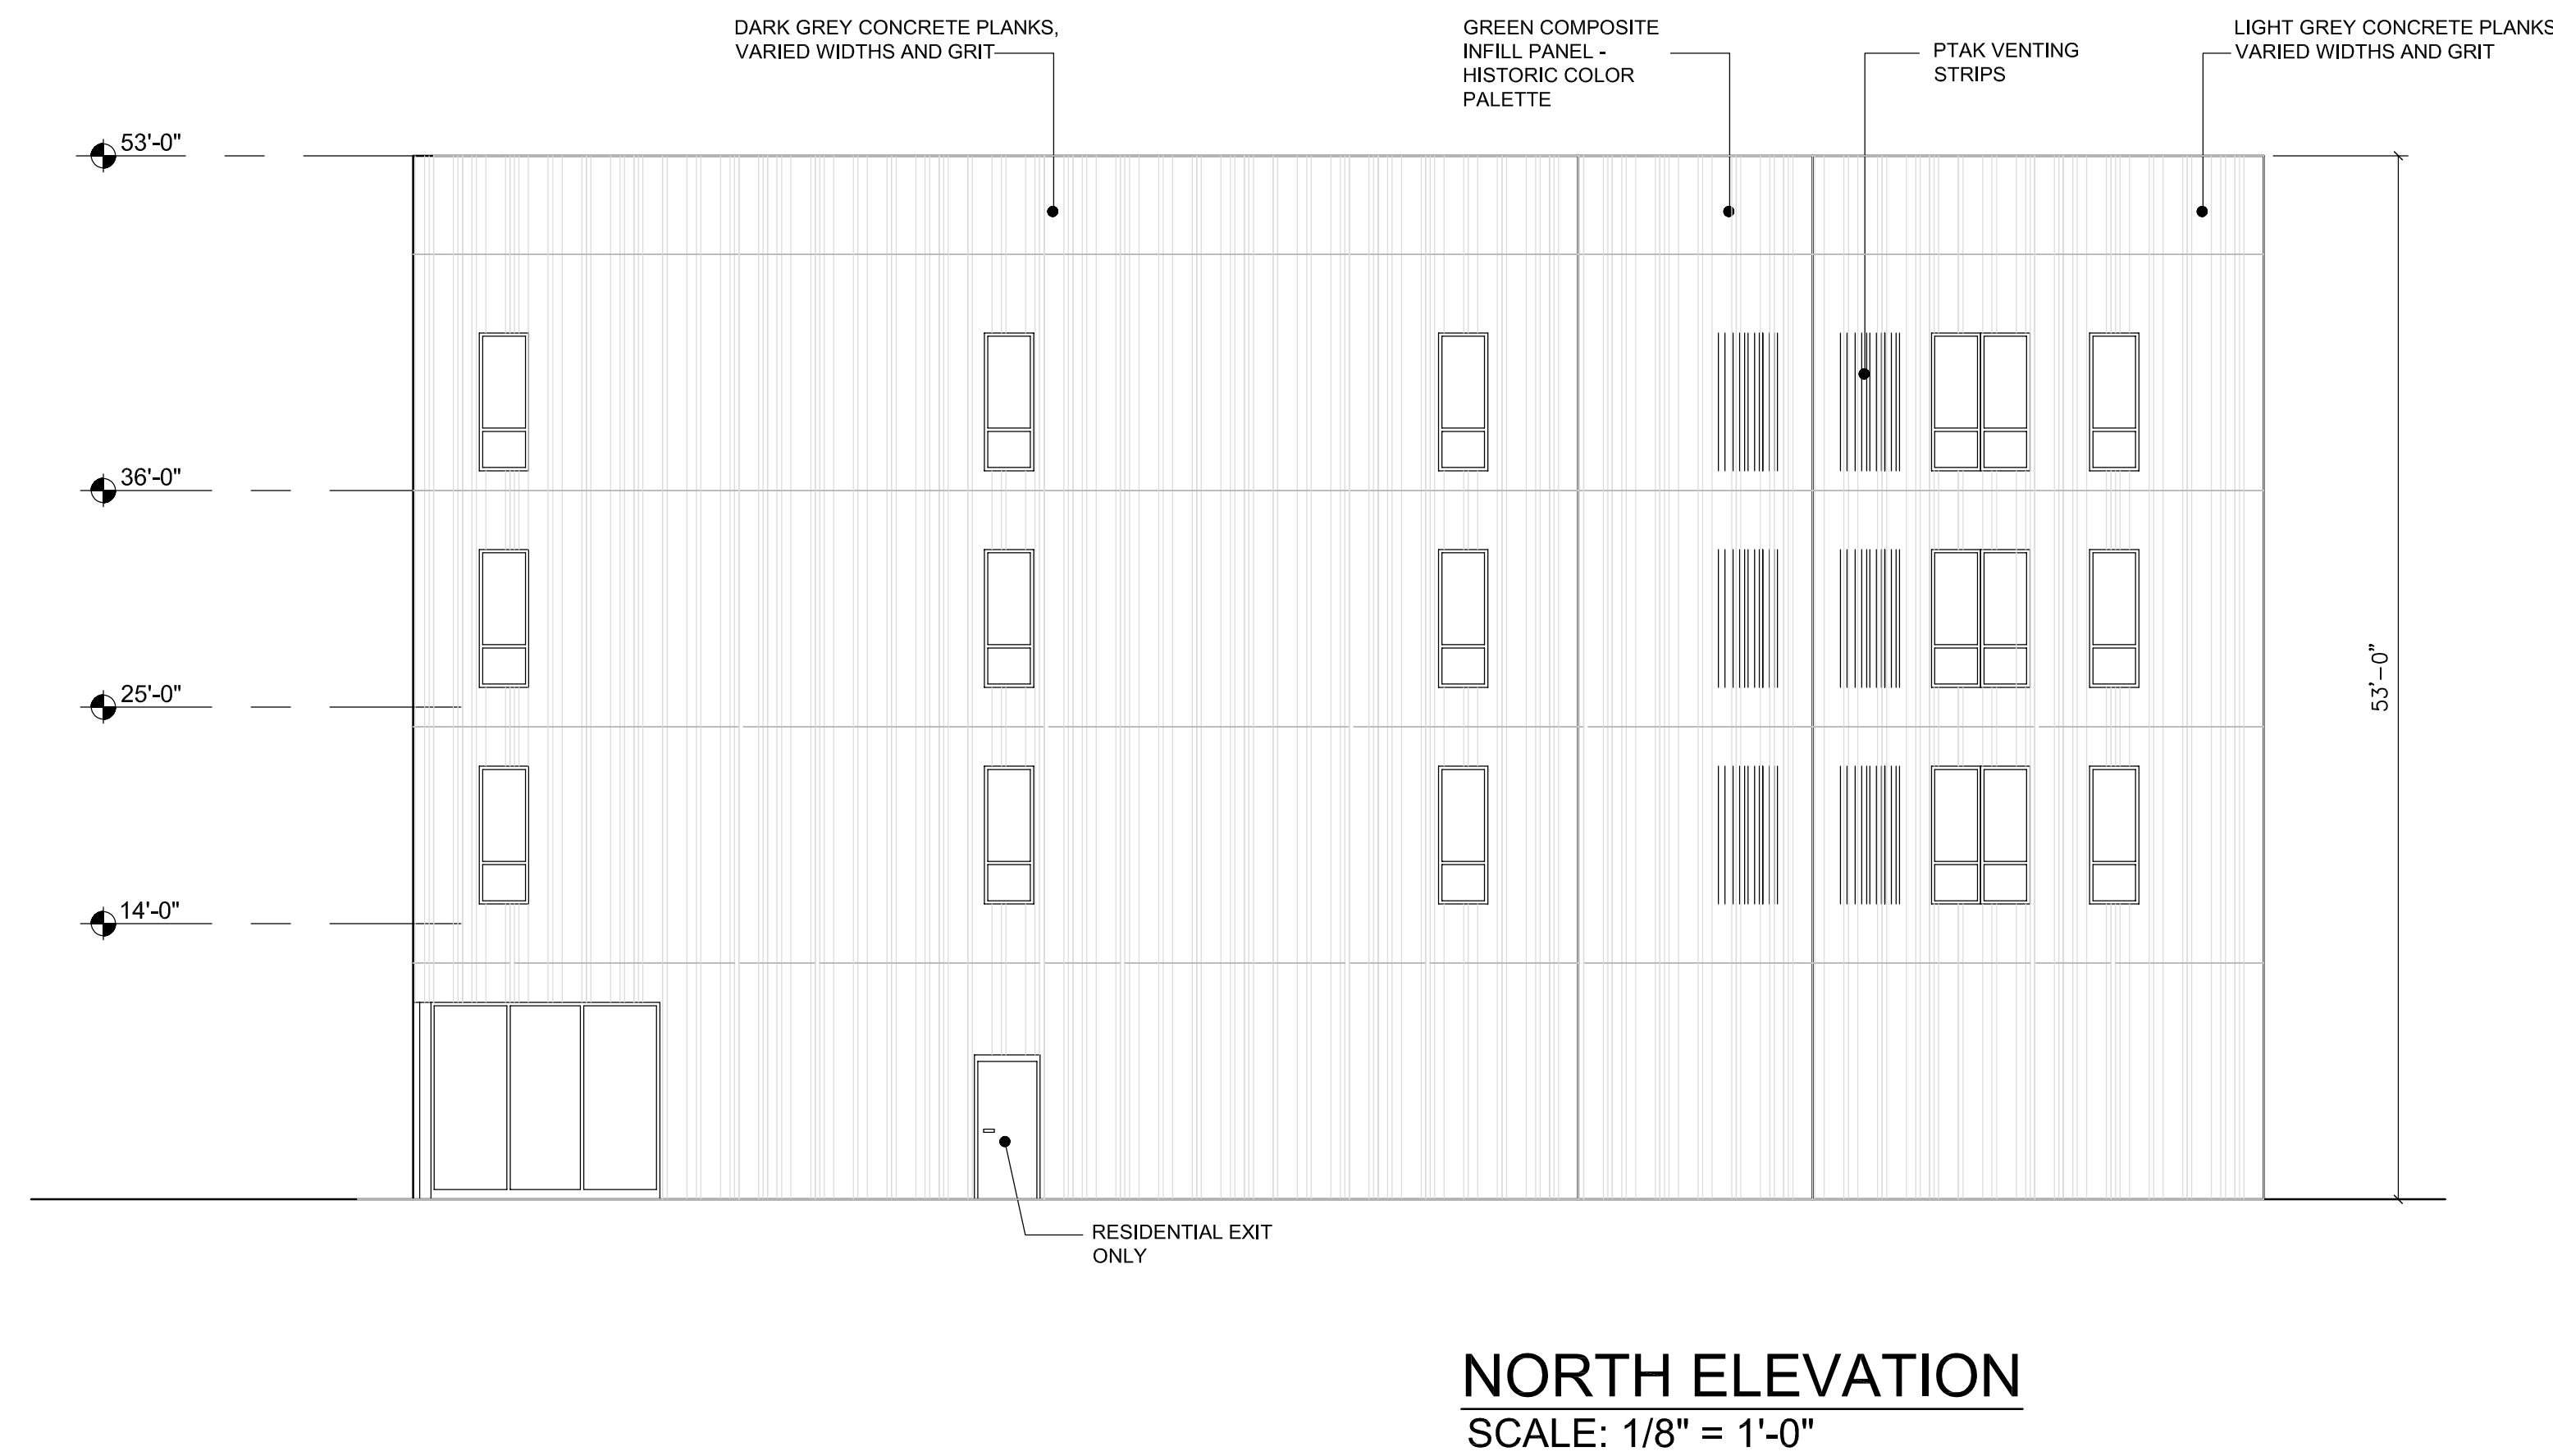 DARK GREY CONCRETE PLANKS,
VARIED WIDTHS AND GRIT
GREEN COMPOSITE
INFILL PANEL -
HISTORIC COLOR
PALETTE
PTAK VENTING
STRIPS
LIGHT GREY CONCRETE PLANKS
VARIED WIDTHS AND GRIT
53'-0"
36'-0"
25'-0"
14'-0"
53'-0"
RESIDENTIAL EXIT
ONLY
NORTH ELEVATION
SCALE: 1/8" = 1'-0"